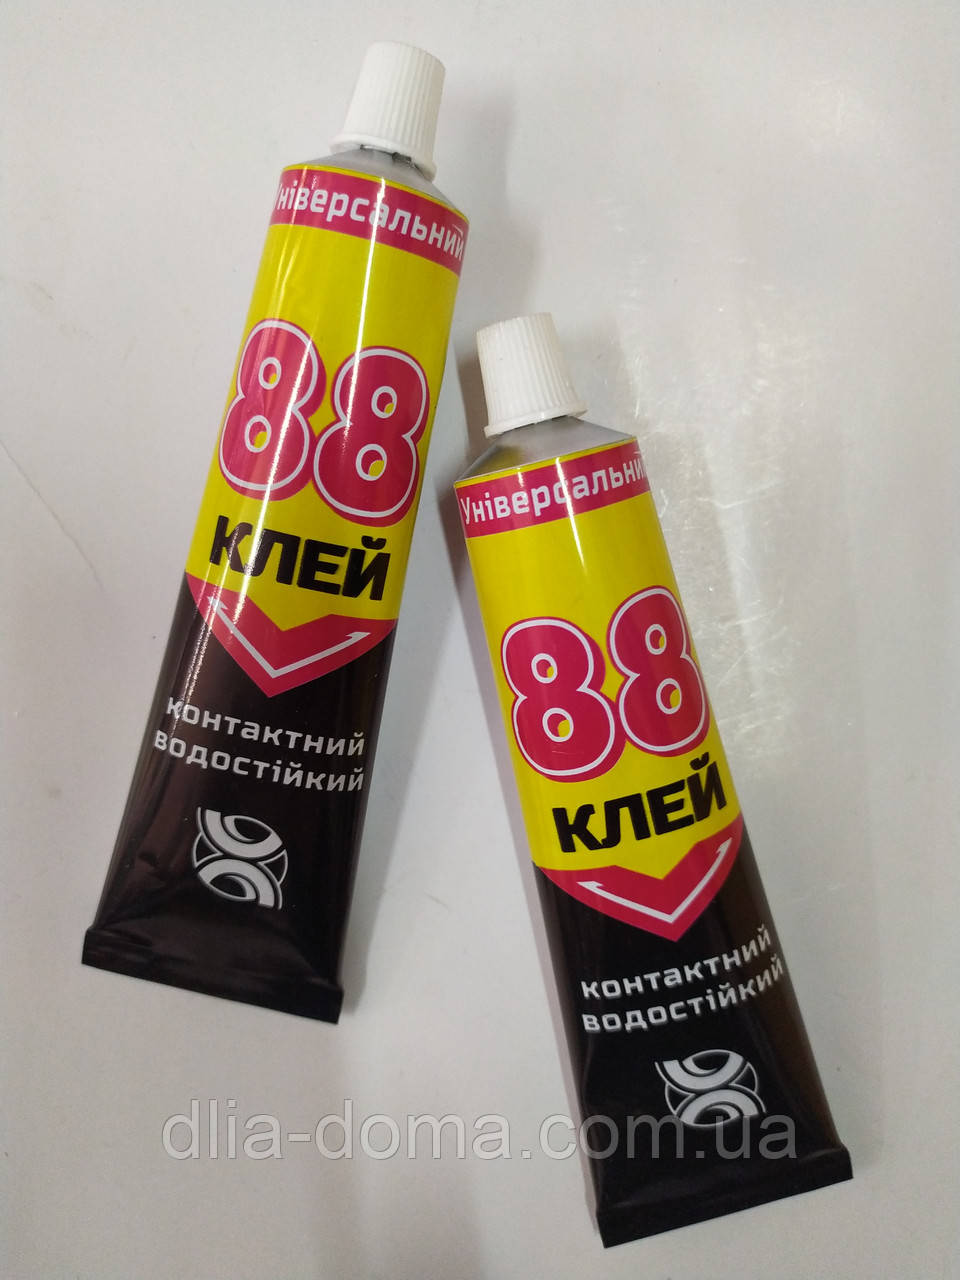 Універсальний
88
КЛЕЙ
контактний
водостійкий
Універсальний
88
КЛЕЙ
контактний
водостійкий
dlia-doma.com.ua